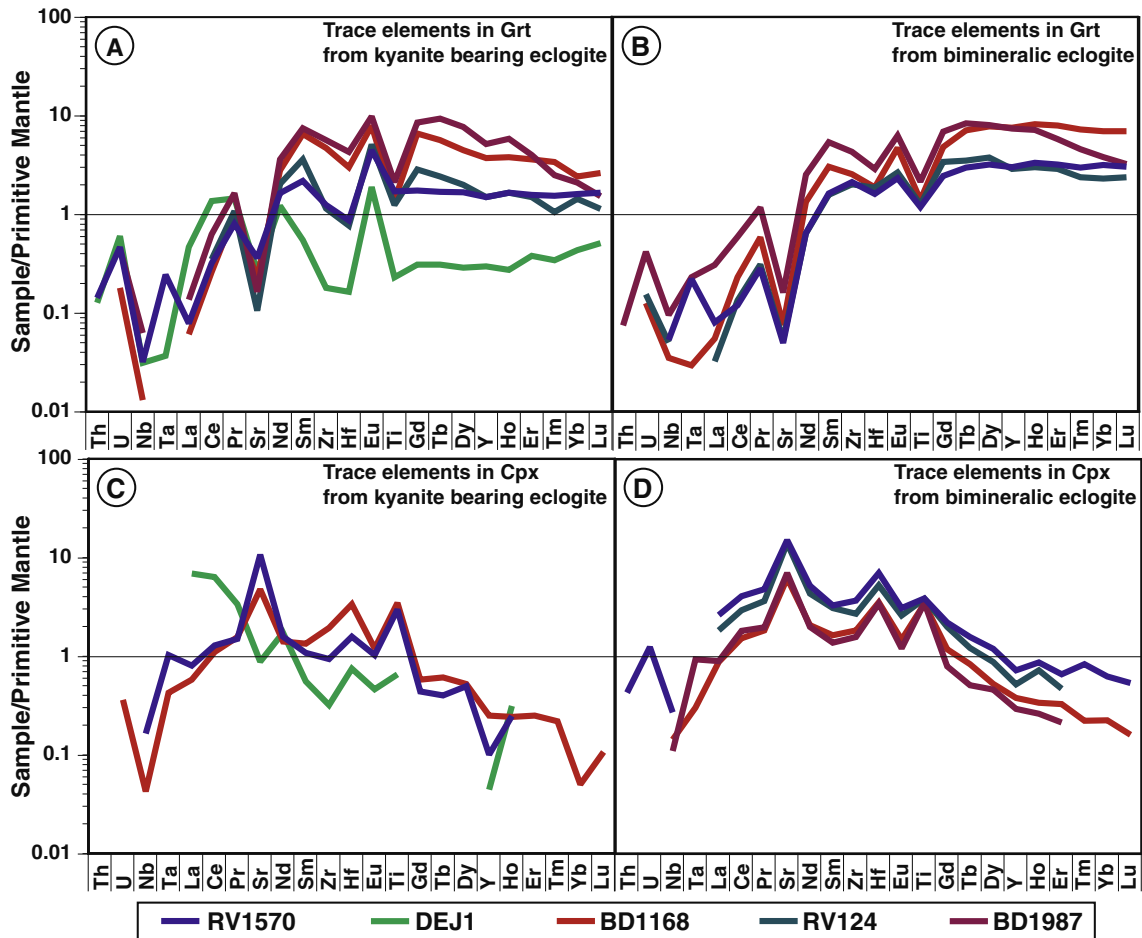 100
10
1
0.1
0.01
Sample/Primitive Mantle
A
Trace elements in Grt
from kyanite bearing eclogite
B
Trace elements in Grt
from bimineralic eclogite
Th U Nb Ta La Ce Pr Sr Nd Sm Zr Hf Eu Ti Gd Tb Dy Y Ho Er Tm Yb Lu
Th U Nb Ta La Ce Pr Sr Nd Sm Zr Hf Eu Ti Gd Tb Dy Y Ho Er Tm Yb Lu
100
10
1
0.1
0.01
Sample/Primitive Mantle
C
Trace elements in Cpx
from kyanite bearing eclogite
D
Trace elements in Cpx
from bimineralic eclogite
Th U Nb Ta La Ce Pr Sr Nd Sm Zr Hf Eu Ti Gd Tb Dy Y Ho Er Tm Yb Lu
Th U Nb Ta La Ce Pr Sr Nd Sm Zr Hf Eu Ti Gd Tb Dy Y Ho Er Tm Yb Lu
RV1570 DEJ1 BD1168 RV124 BD1987